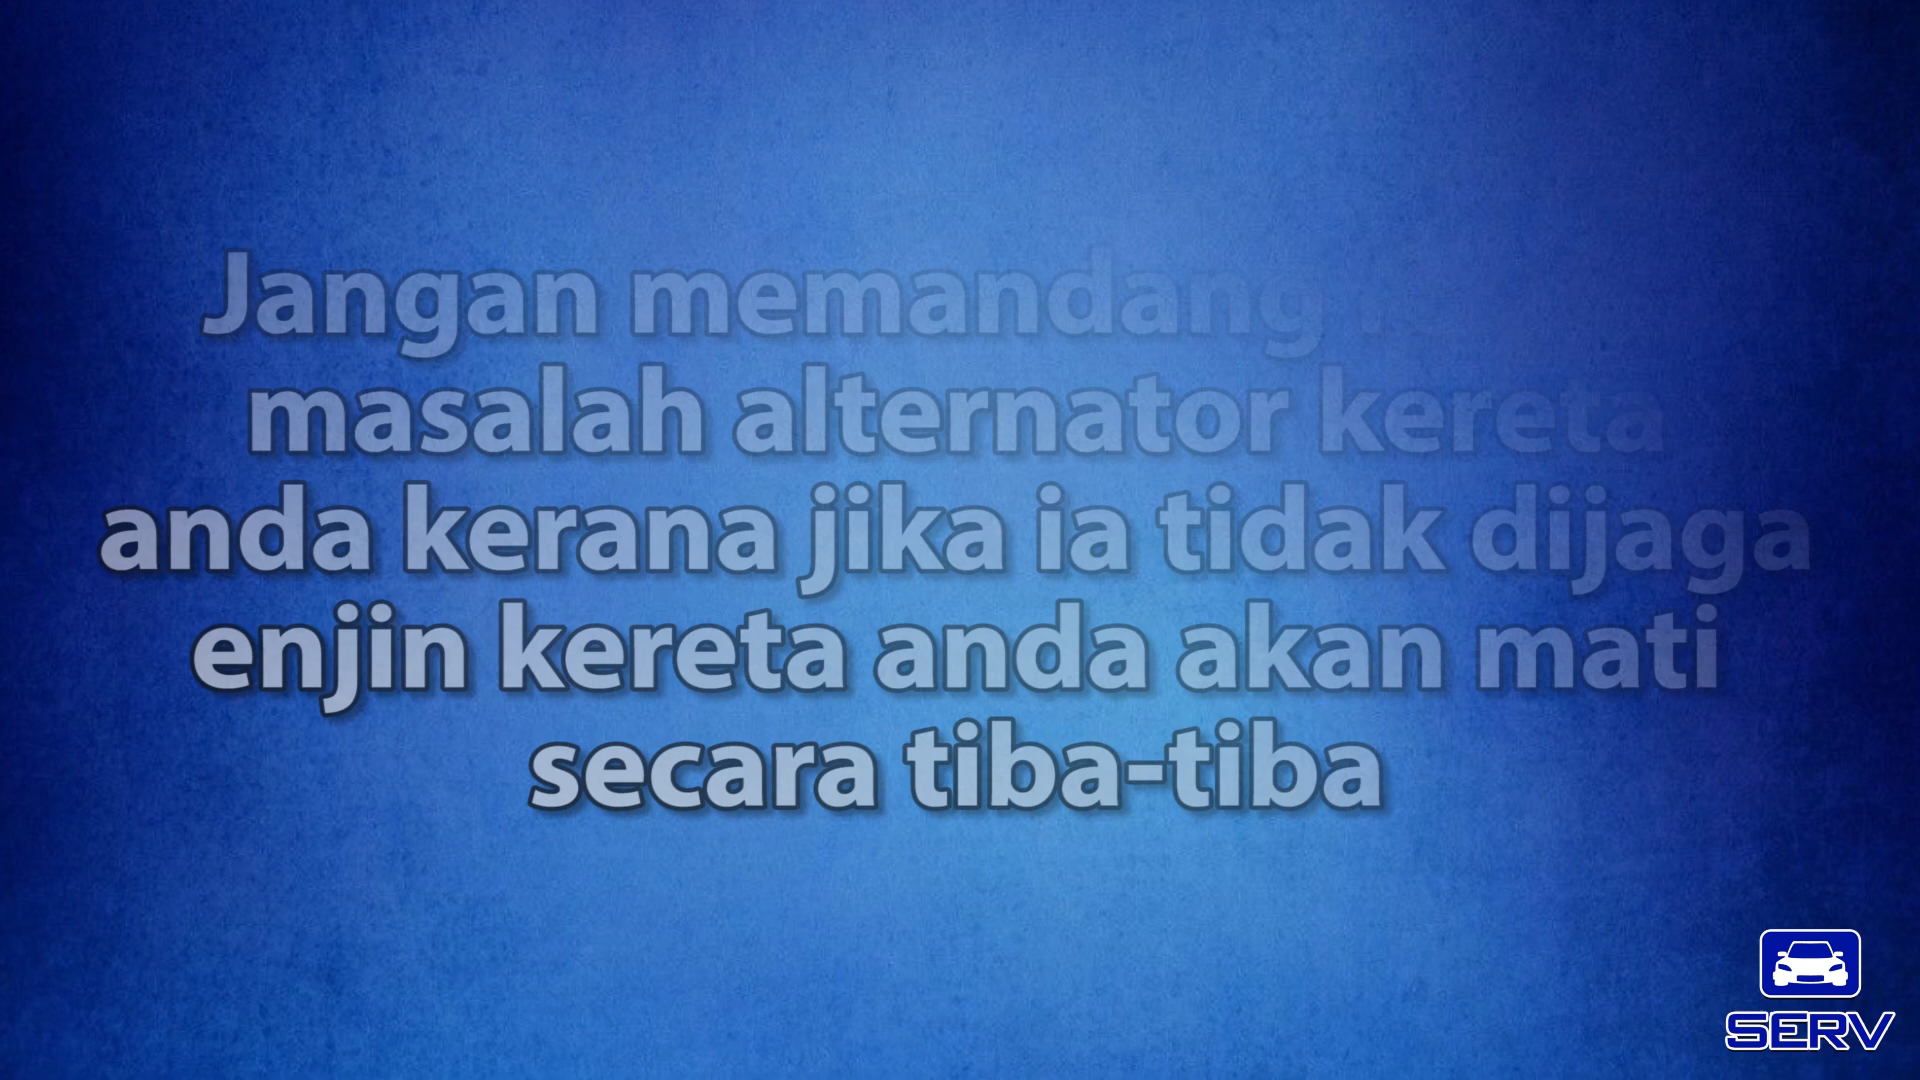 Jangan memandang
masalah alternator kereta
anda kerana jika ia tidak dijaga
enjin kereta anda akan mati
secara tiba-tiba
SERV